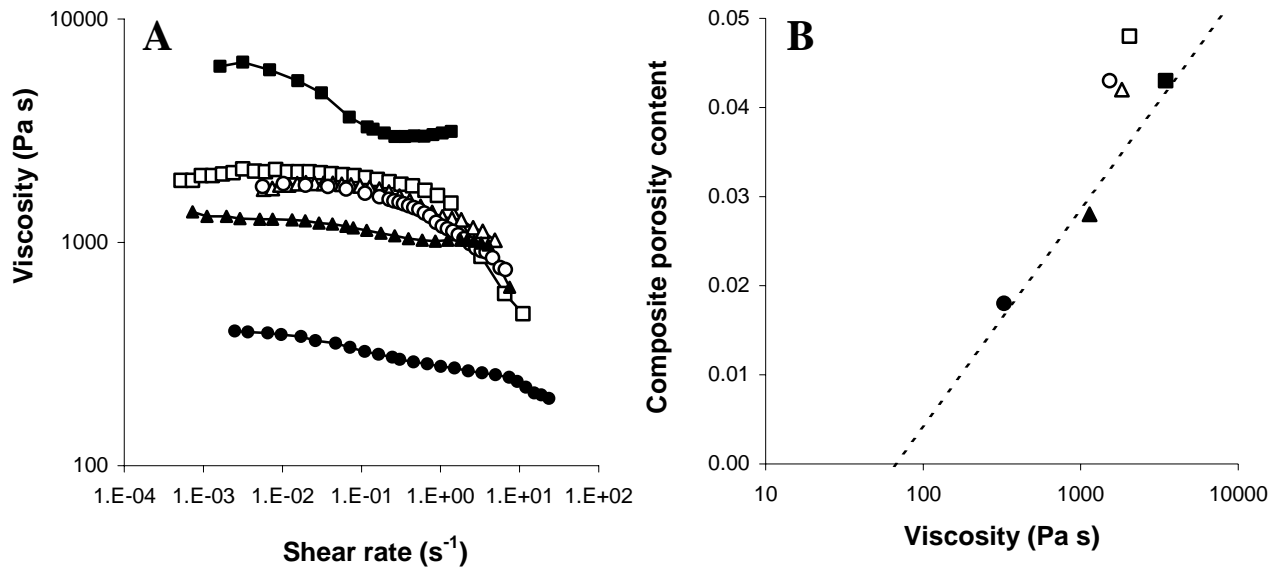 A
10000
1000
100
Viscosity (Pa s)
1.E-04 1.E-03 1.E-02 1.E-01 1.E+00 1.E+01 1.E+02
Shear rate (s⁻¹)
B
0.05
0.04
0.03
0.02
0.01
0.00
Composite porosity content
10 100 1000 10000
Viscosity (Pa s)